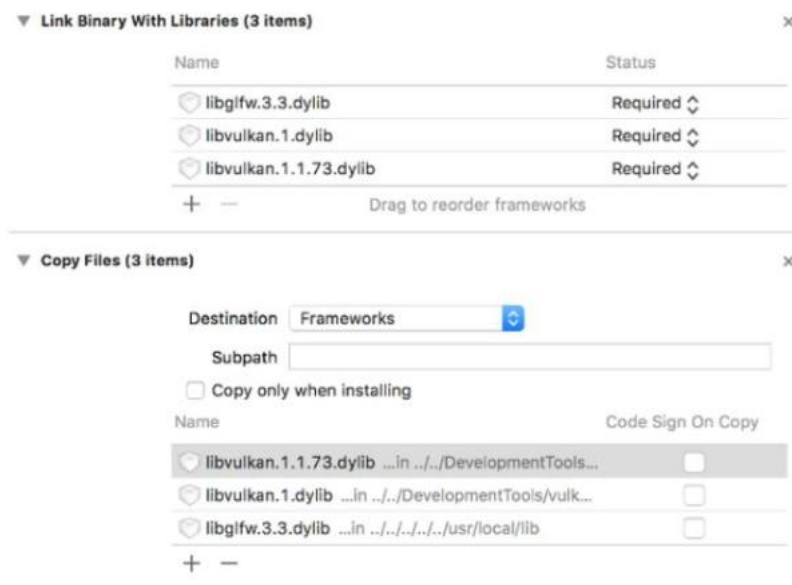 Link Binary With Libraries (3 items)
Name Status
libglfw.3.3.dylib Required
libvulkan.1.dylib Required
libvulkan.1.1.73.dylib Required
Drag to reorder frameworks
Copy Files (3 items)
Destination Frameworks
Subpath
Copy only when installing
Name Code Sign On Copy
libvulkan.1.1.73.dylib ...in ../../DevelopmentTools...
libvulkan.1.dylib ...in ../../DevelopmentTools/vulk...
libglfw.3.3.dylib ...in ../../../../../usr/local/lib